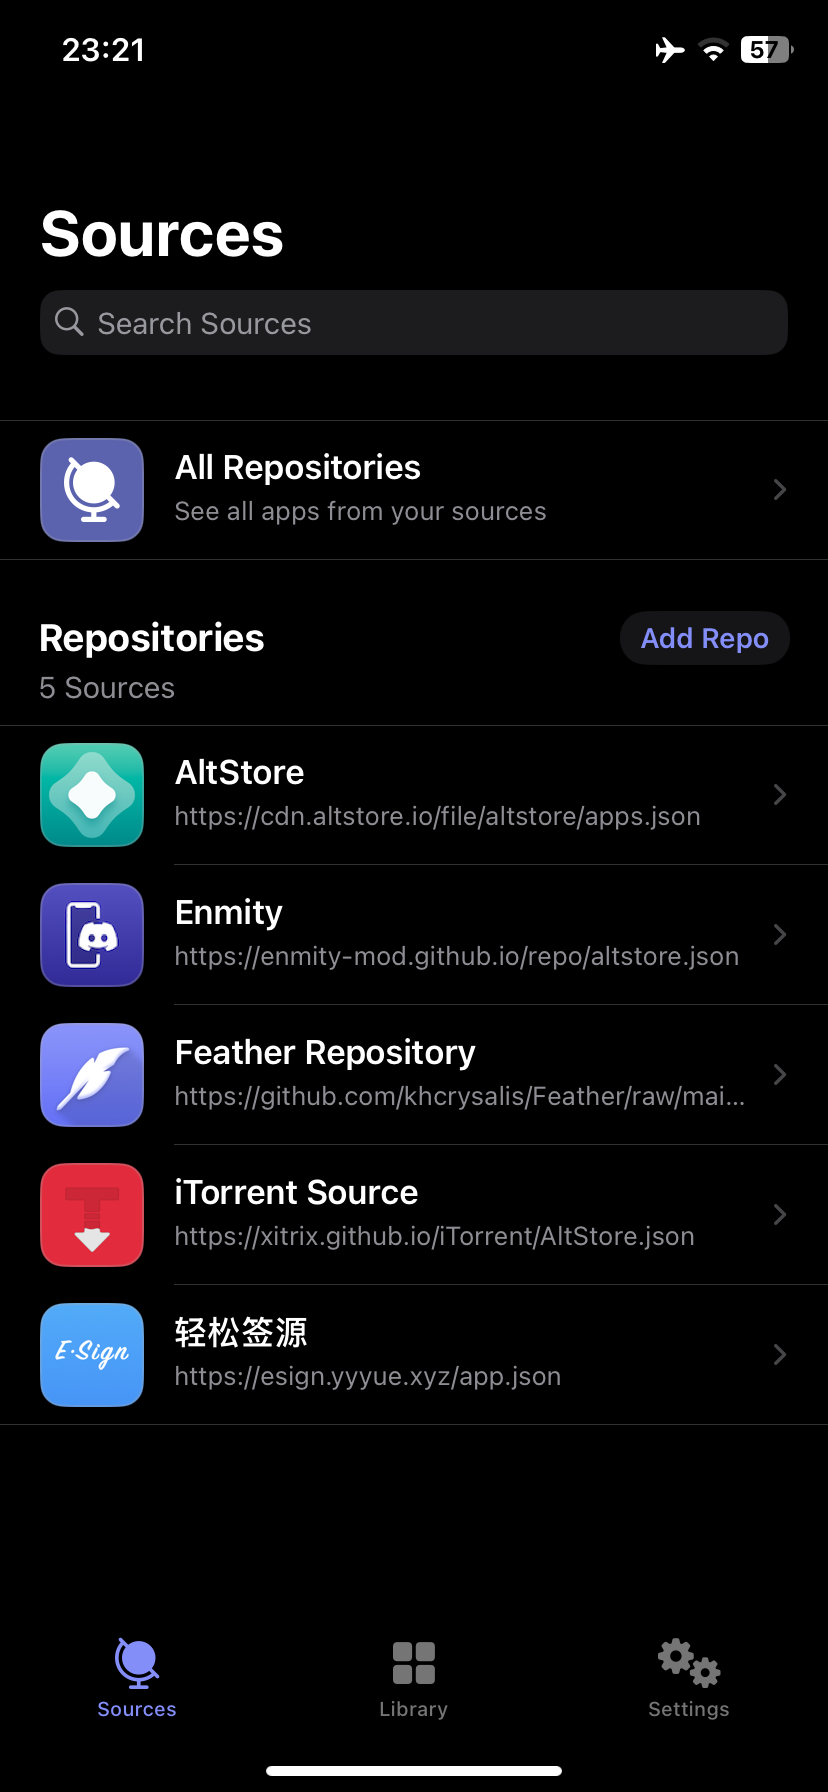 23:21
57
Sources
Search Sources
All Repositories
See all apps from your sources
Repositories
Add Repo
5 Sources
AltStore
https://cdn.altstore.io/file/altstore/apps.json
Enmity
https://enmity-mod.github.io/repo/altstore.json
Feather Repository
https://github.com/khcrysalis/Feather/raw/mai...
iTorrent Source
https://xitrix.github.io/iTorrent/AltStore.json
E·Sign
轻松签源
https://esign.yyyue.xyz/app.json
Sources
Library
Settings